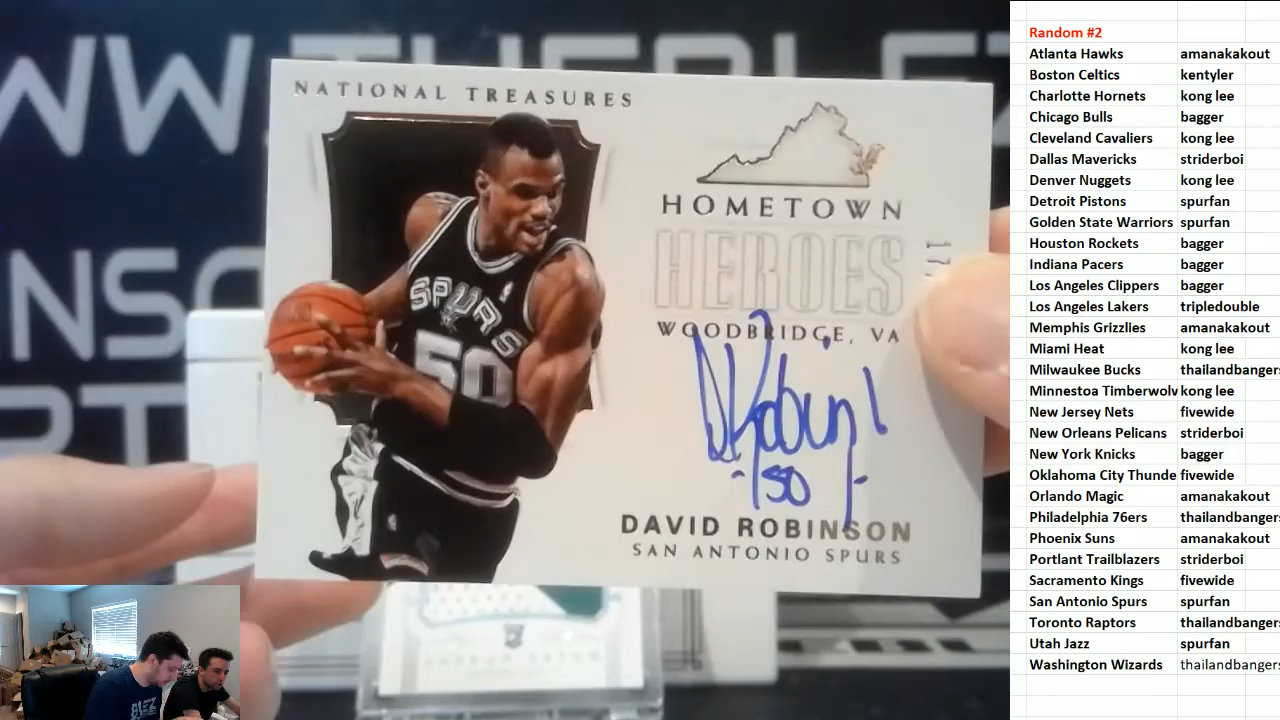 NATIONAL TREASURES
HOMETOWN
HEROES
WOODBRIDGE, VA
SPURS
50
DAVID ROBINSON
SAN ANTONIO SPURS
Random #2
Atlanta Hawks amanakakout
Boston Celtics kentyler
Charlotte Hornets kong lee
Chicago Bulls bagger
Cleveland Cavaliers kong lee
Dallas Mavericks striderboi
Denver Nuggets kong lee
Detroit Pistons spurfan
Golden State Warriors spurfan
Houston Rockets bagger
Indiana Pacers bagger
Los Angeles Clippers bagger
Los Angeles Lakers tripledouble
Memphis Grizzlies amanakakout
Miami Heat kong lee
Milwaukee Bucks thailandbangers
Minnestoa Timberwolv kong lee
New Jersey Nets fivewide
New Orleans Pelicans striderboi
New York Knicks bagger
Oklahoma City Thunde fivewide
Orlando Magic amanakakout
Philadelphia 76ers thailandbangers
Phoenix Suns amanakakout
Portlant Trailblazers striderboi
Sacramento Kings fivewide
San Antonio Spurs spurfan
Toronto Raptors thailandbangers
Utah Jazz spurfan
Washington Wizards thailandbangers